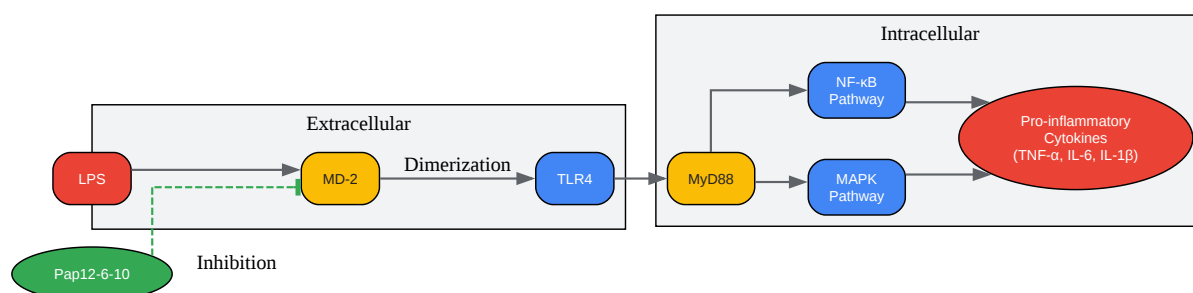 Intracellular
NF-κB
Pathway
Extracellular
Pro-inflammatory
Cytokines
(TNF-α, IL-6, IL-1β)
LPS
MD-2
Dimerization
TLR4
MyD88
MAPK
Pathway
Inhibition
Pap12-6-10